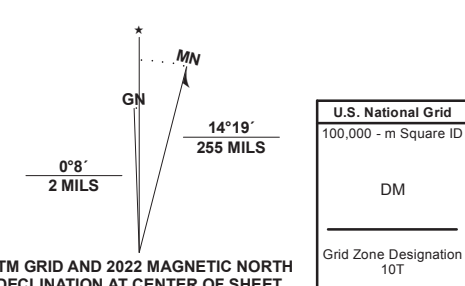 ★
MN
GN
14°19´
255 MILS
0°8´
2 MILS
TM GRID AND 2022 MAGNETIC NORTH
DECLINATION AT CENTER OF SHEET
U.S. National Grid
100,000 - m Square ID
DM
Grid Zone Designation
10T